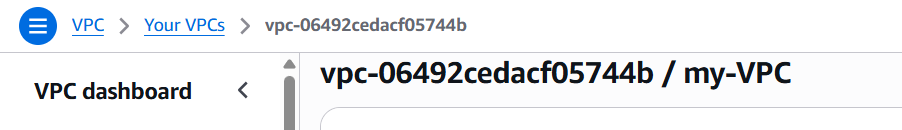 VPC > Your VPCs > vpc-06492cedacf05744b
VPC dashboard
vpc-06492cedacf05744b / my-VPC